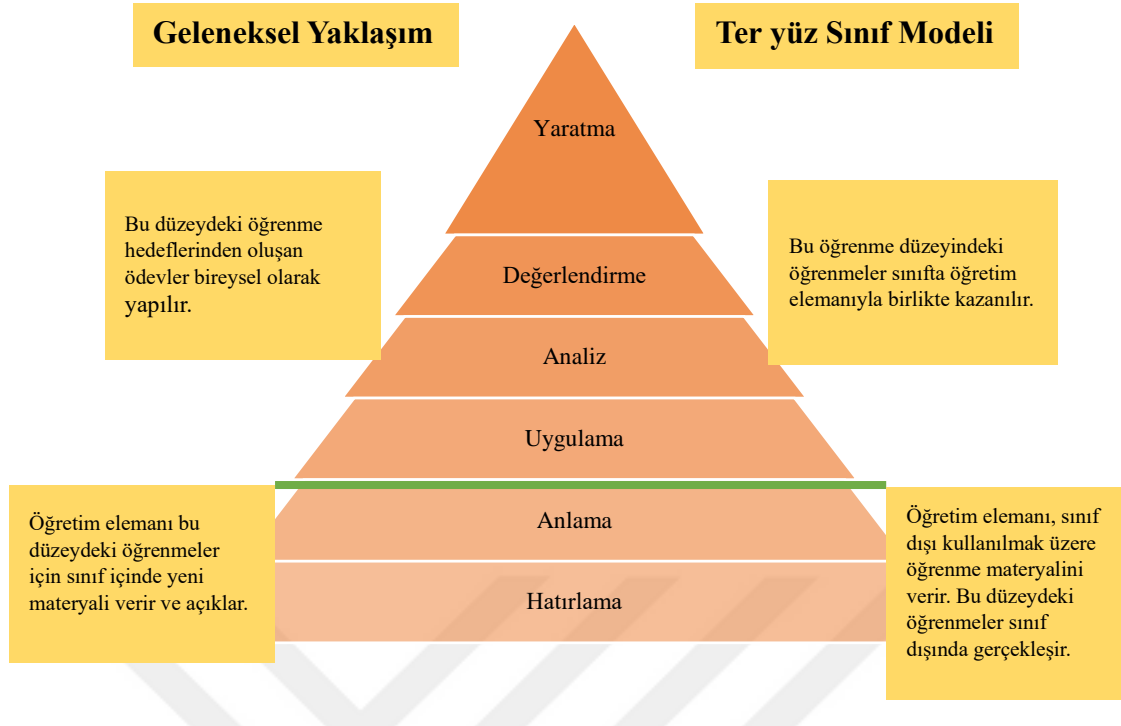 Geleneksel Yaklaşım
Ter yüz Sınıf Modeli
Yaratma
Bu düzeydeki öğrenme
hedeflerinden oluşan
ödevler bireysel olarak
yapılır.
Değerlendirme
Bu öğrenme düzeyindeki
öğrenmeler sınıfta öğretim
elemanıyla birlikte kazanılır.
Analiz
Uygulama
Öğretim elemanı bu
düzeydeki öğrenmeler
için sınıf içinde yeni
materyali verir ve açıklar.
Anlama
Hatırlama
Öğretim elemanı, sınıf
dışı kullanılmak üzere
öğrenme materyalini
verir. Bu düzeydeki
öğrenmeler sınıf
dışında gerçekleşir.